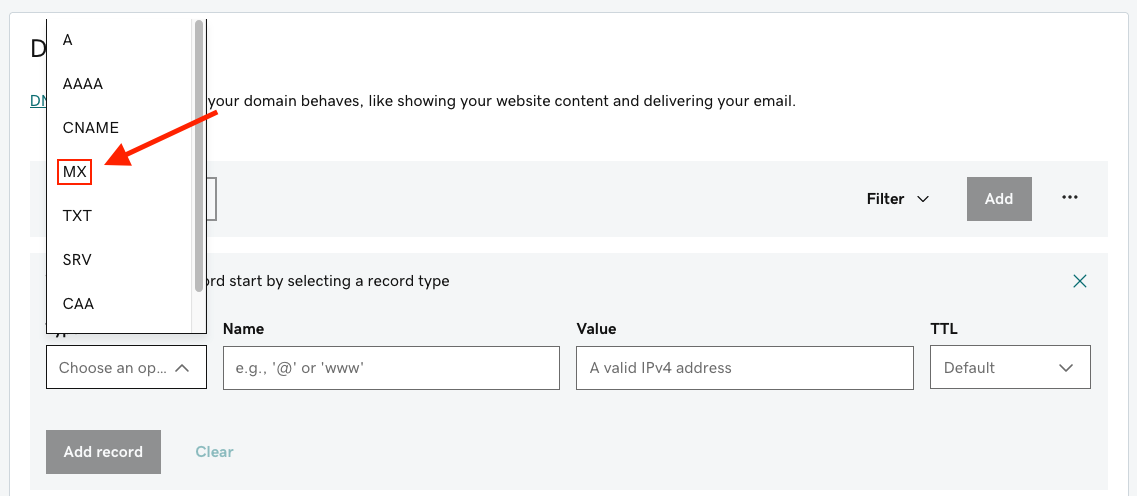 A
AAAA
your domain behaves, like showing your website content and delivering your email.
CNAME
MX
TXT
SRV
CAA
Filter
Add
start by selecting a record type
Name
Value
TTL
Choose an op...
e.g., '@' or 'www'
A valid IPv4 address
Default
Add record
Clear